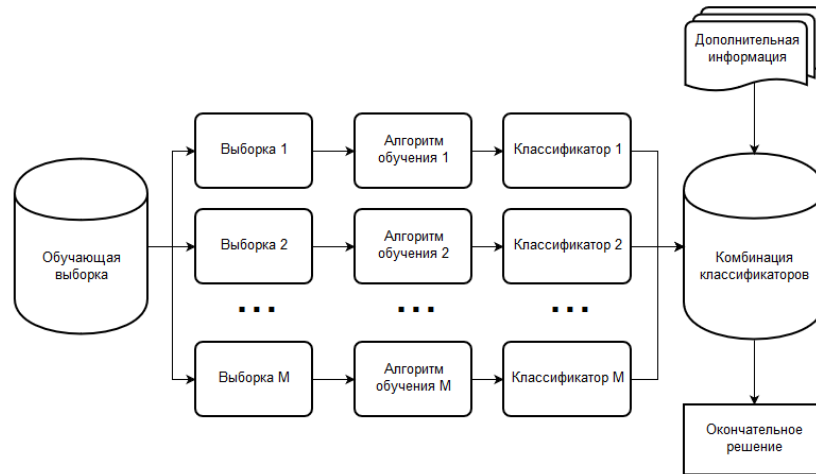 Дополнительная
информация
Выборка 1
Алгоритм
обучения 1
Классификатор 1
Обучающая
выборка
Выборка 2
Алгоритм
обучения 2
Классификатор 2
Комбинация
классификаторов
...
...
...
Выборка M
Алгоритм
обучения M
Классификатор M
Окончательное
решение